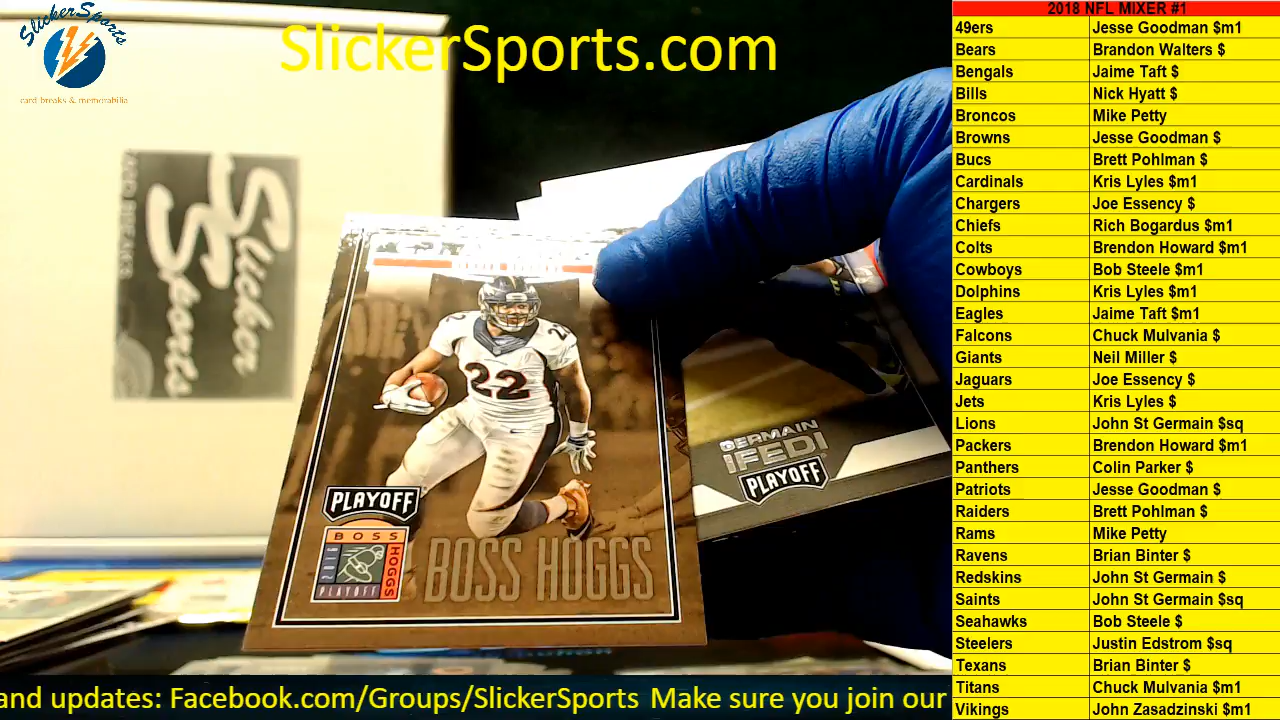 SlickerSports
card breaks & memorabilia
SlickerSports.com
Slicker
Sports
CARD BREAKS
22
22
PLAYOFF
BOSS
HOGGS
2016
PLAYOFF
BOSS HOGGS
GERMAIN
IFEDI
PLAYOFF
and updates: Facebook.com/Groups/SlickerSports Make sure you join our
2018 NFL MIXER #1
49ers Jesse Goodman $m1
Bears Brandon Walters $
Bengals Jaime Taft $
Bills Nick Hyatt $
Broncos Mike Petty
Browns Jesse Goodman $
Bucs Brett Pohlman $
Cardinals Kris Lyles $m1
Chargers Joe Essency $
Chiefs Rich Bogardus $m1
Colts Brendon Howard $m1
Cowboys Bob Steele $m1
Dolphins Kris Lyles $m1
Eagles Jaime Taft $m1
Falcons Chuck Mulvania $
Giants Neil Miller $
Jaguars Joe Essency $
Jets Kris Lyles $
Lions John St Germain $sq
Packers Brendon Howard $m1
Panthers Colin Parker $
Patriots Jesse Goodman $
Raiders Brett Pohlman $
Rams Mike Petty
Ravens Brian Binter $
Redskins John St Germain $
Saints John St Germain $sq
Seahawks Bob Steele $
Steelers Justin Edstrom $sq
Texans Brian Binter $
Titans Chuck Mulvania $m1
Vikings John Zasadzinski $m1